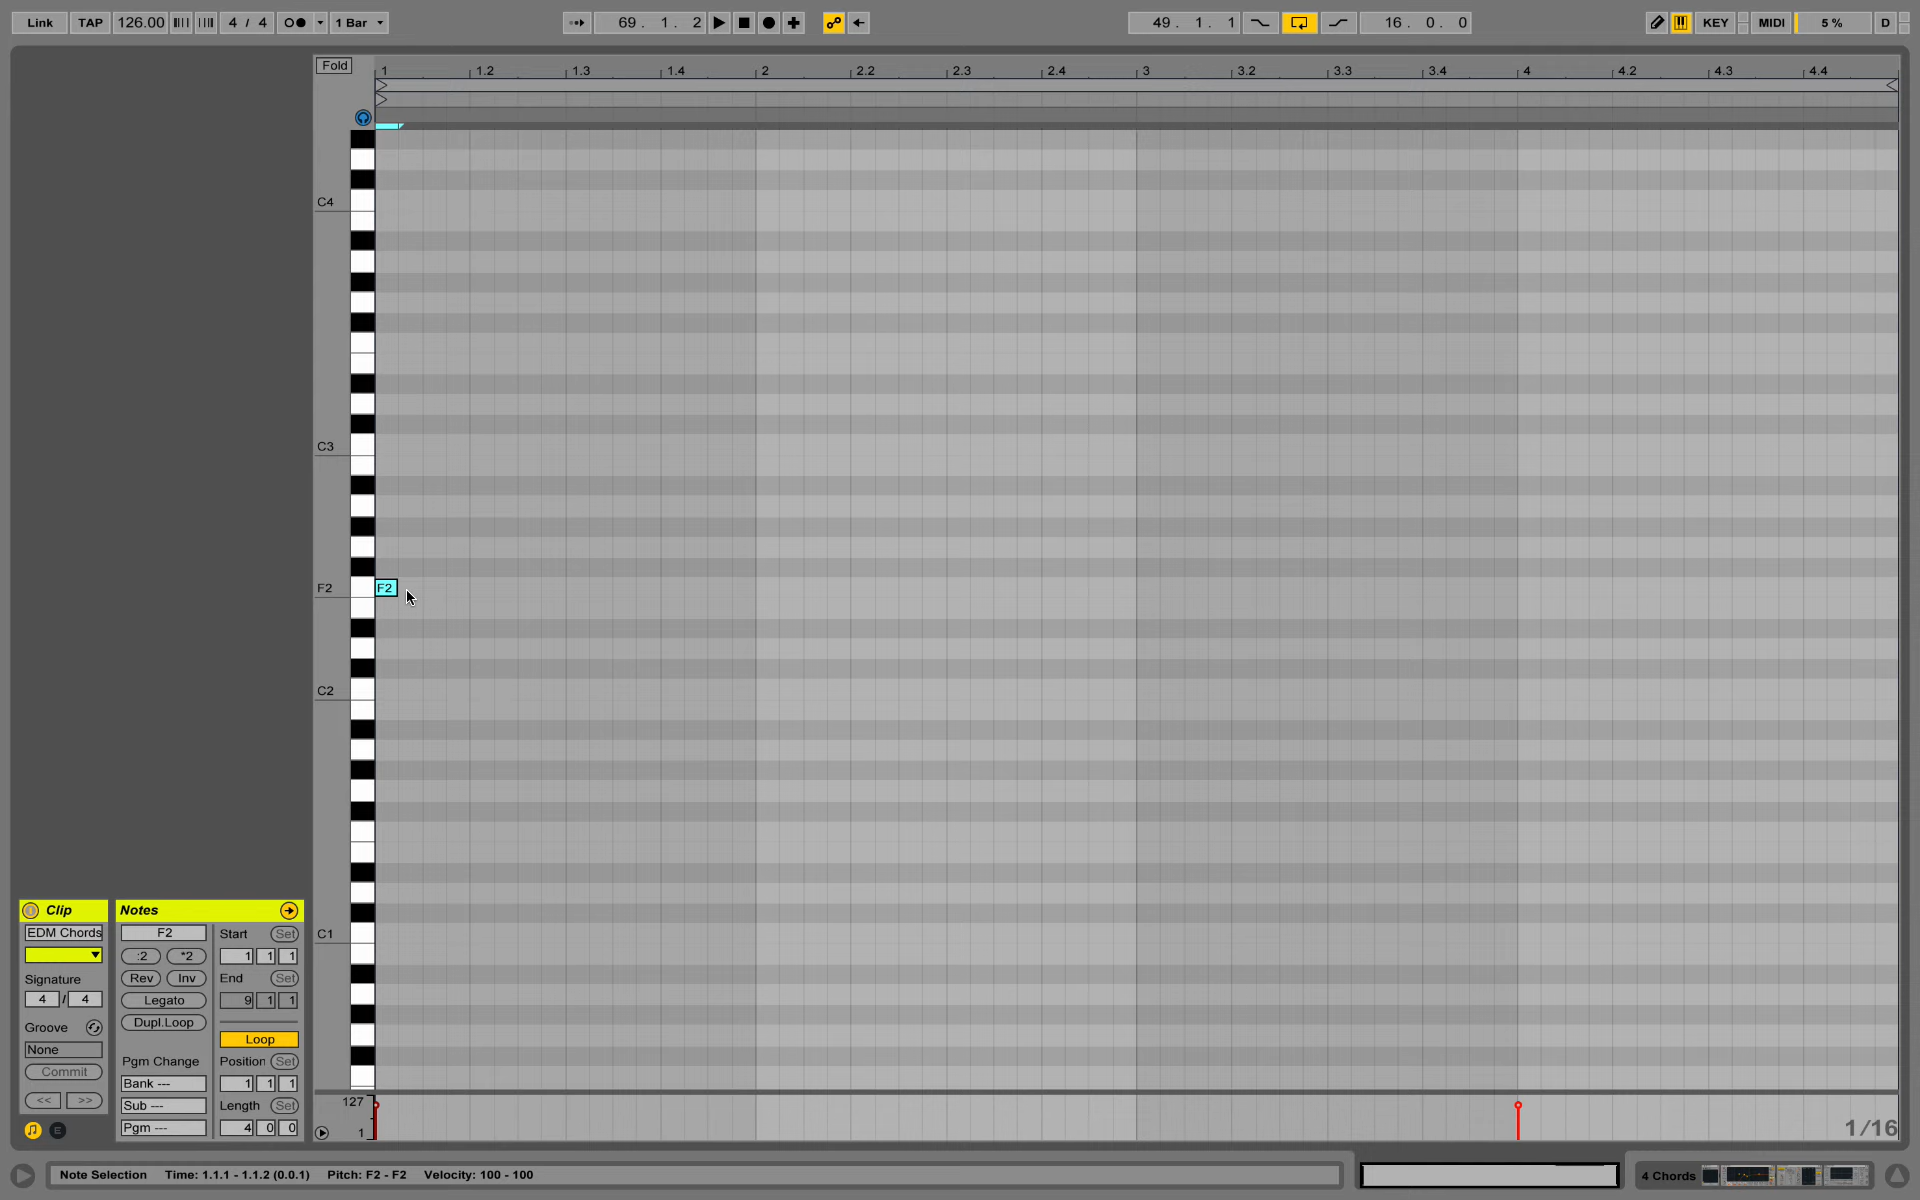 Link TAP 126.00 4 / 4 1 Bar 69. 1. 2 49. 1. 1 16. 0. 0 KEY MIDI 5 % D
Fold
1 1.2 1.3 1.4 2 2.2 2.3 2.4 3 3.2 3.3 3.4 4 4.2 4.3 4.4
C4
C3
F2 F2
C2
C1
Clip
EDM Chords
Signature
4 / 4
Groove
None
Commit
<< >>
E
Notes
F2
:2 *2
Rev Inv
Legato
Dupl.Loop
Pgm Change
Bank ---
Sub ---
Pgm ---
Start Set
1 1 1
End Set
9 1 1
Loop
Position Set
1 1 1
Length Set
4 0 0
127
1
1/16
Note Selection Time: 1.1.1 - 1.1.2 (0.0.1) Pitch: F2 - F2 Velocity: 100 - 100
4 Chords